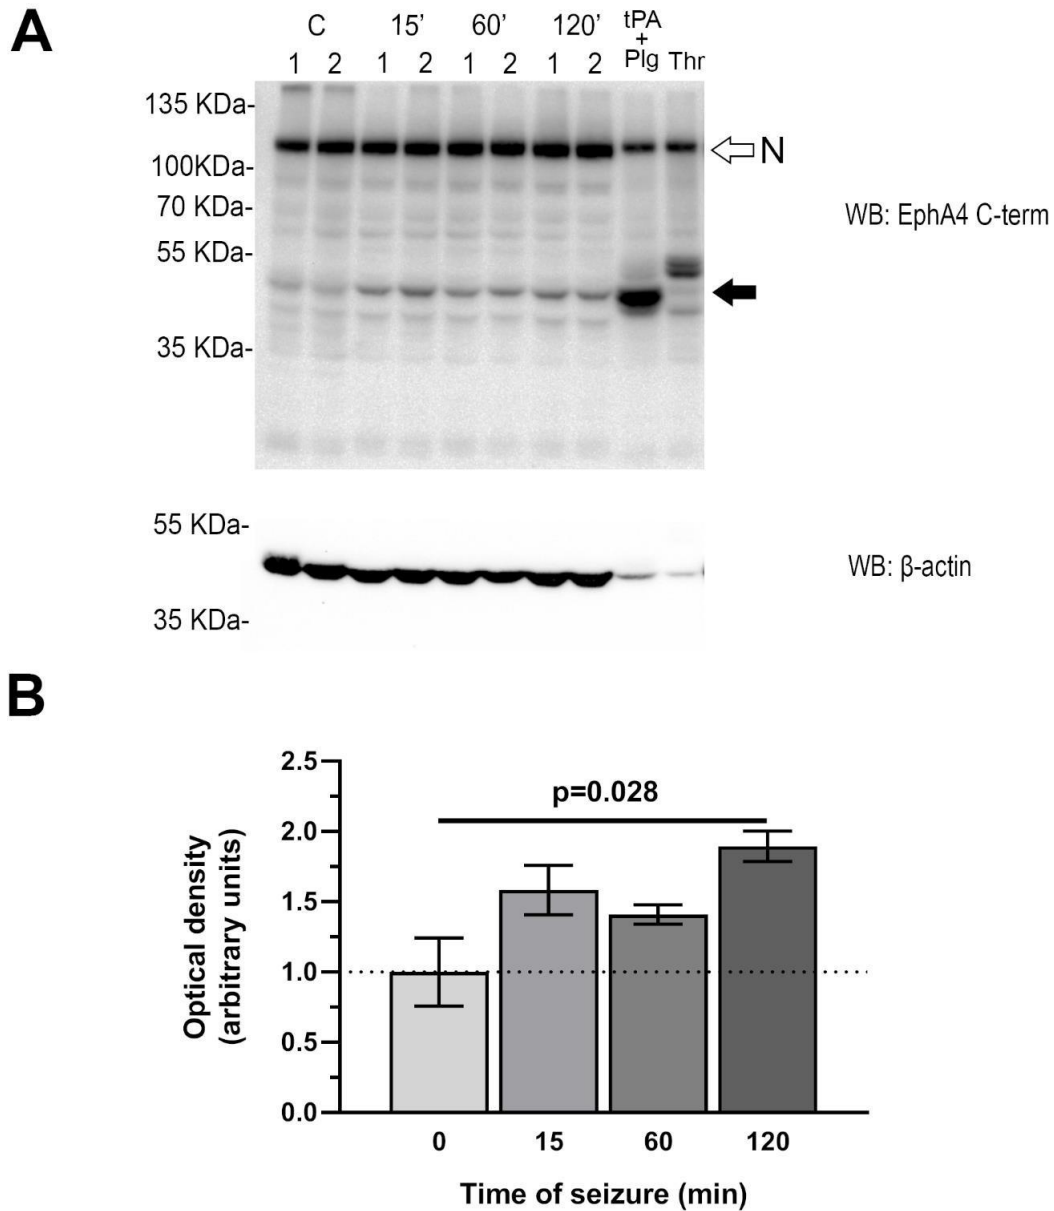 A
C 15’ 60’ 120’ tPA
+
1 2 1 2 1 2 1 2 Plg Thr
135 KDa-
N
100KDa-
70 KDa-
WB: EphA4 C-term
55 KDa-
35 KDa-
55 KDa-
WB: β-actin
35 KDa-
B
2.5
p=0.028
2.0
1.5
1.0
0.5
0.0
Optical density
(arbitrary units)
0 15 60 120
Time of seizure (min)